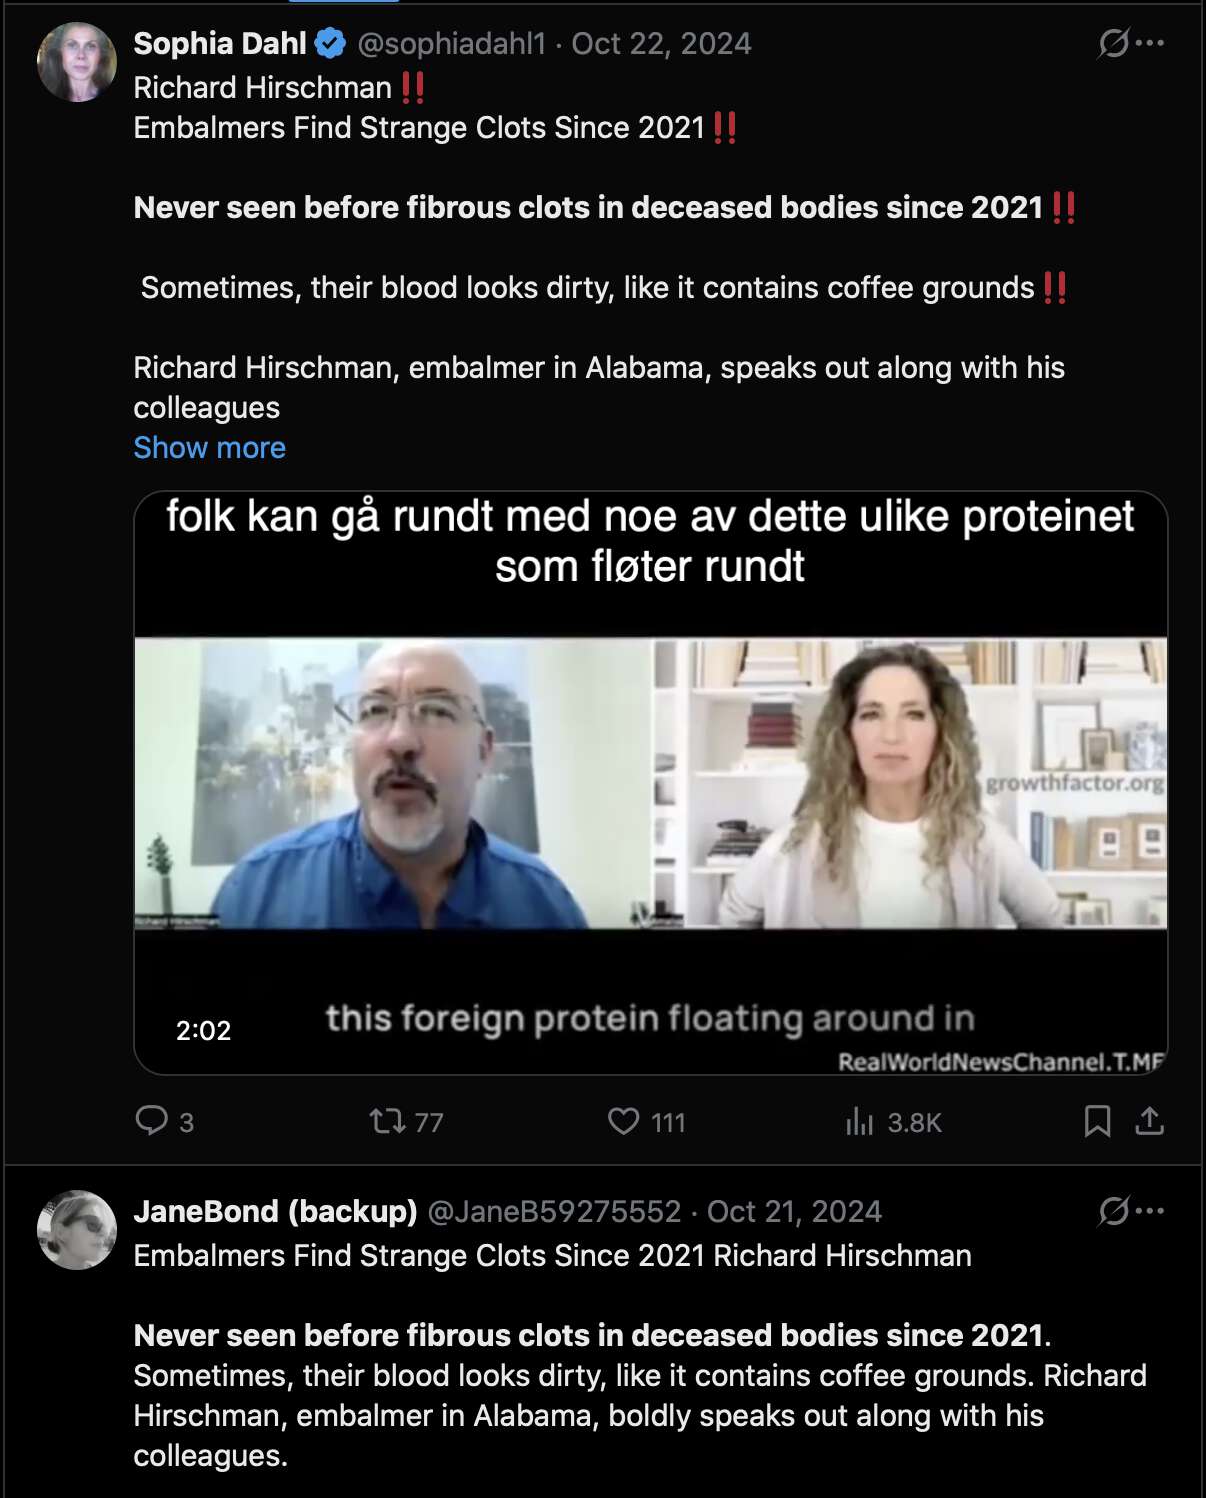 Sophia Dahl @sophiadahl1 · Oct 22, 2024
Richard Hirschman‼️
Embalmers Find Strange Clots Since 2021‼️
Never seen before fibrous clots in deceased bodies since 2021‼️
Sometimes, their blood looks dirty, like it contains coffee grounds‼️
Richard Hirschman, embalmer in Alabama, speaks out along with his
colleagues
Show more
folk kan gå rundt med noe av dette ulike proteinet
som fløter rundt
growthfactor.org
Richard Hirschman
this foreign protein floating around in
2:02
RealWorldNewsChannel.T.ME
3 77 111 3.8K
JaneBond (backup) @JaneB59275552 · Oct 21, 2024
Embalmers Find Strange Clots Since 2021 Richard Hirschman
Never seen before fibrous clots in deceased bodies since 2021.
Sometimes, their blood looks dirty, like it contains coffee grounds. Richard
Hirschman, embalmer in Alabama, boldly speaks out along with his
colleagues.